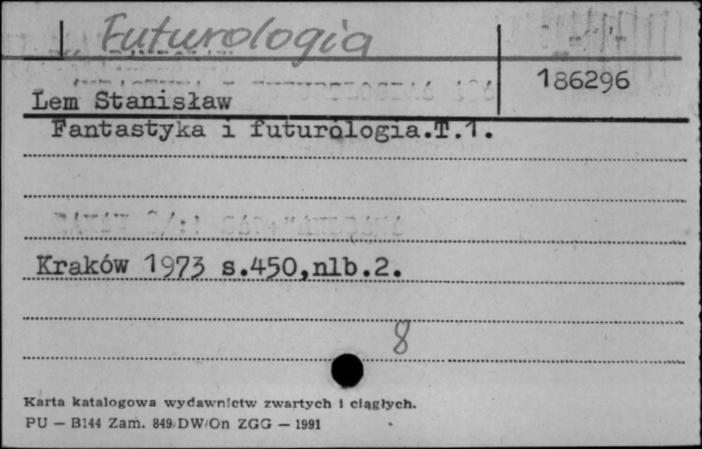 Futurologia
186296
Lem Stanisław
Fantastyka i futurologia.T.1.
Kraków 1973 s.450,nlb.2.
8
Karta katalogowa wydawnictw zwartych i ciągłych.
PU — B144 Zam. 849/DW/On ZGG — 1991